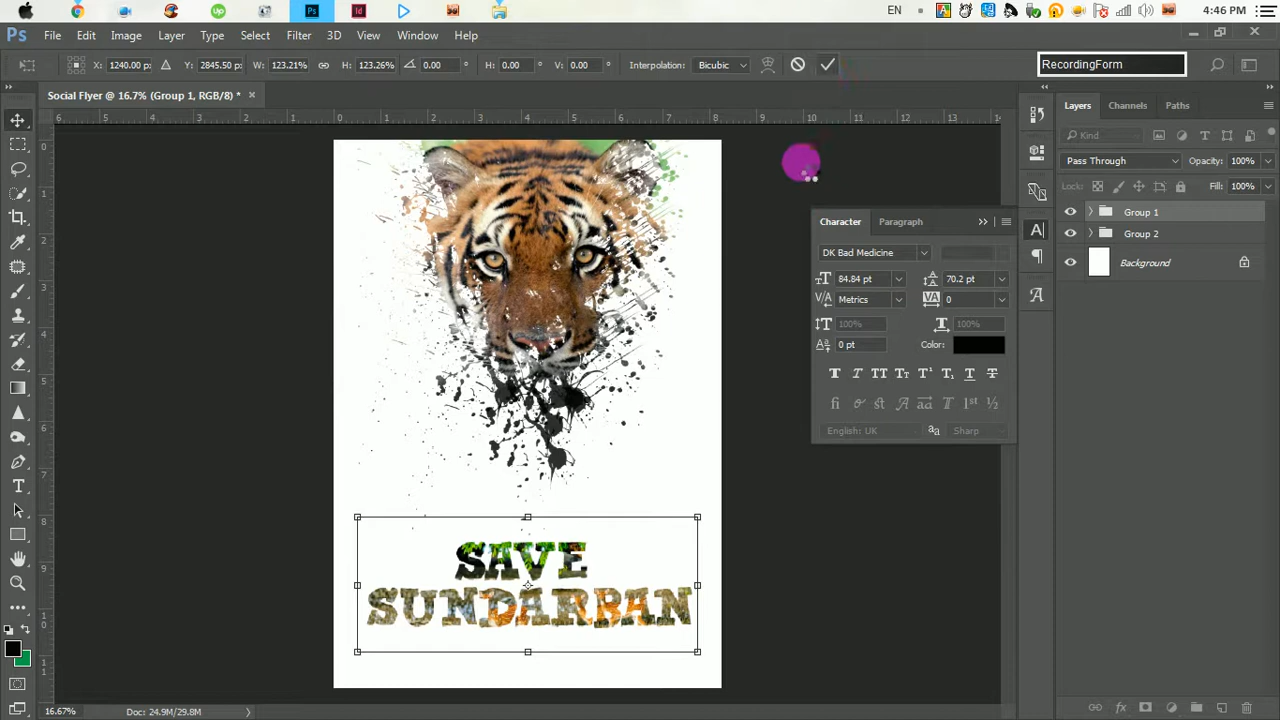 EN
4:46 PM
Ps File Edit Image Layer Type Select Filter 3D View Window Help
X: 1240.00 px Y: 2845.50 px W: 123.21% H: 123.26% 0.00 ° H: 0.00 ° V: 0.00 ° Interpolation: Bicubic
RecordingForm
Social Flyer @ 16.7% (Group 1, RGB/8) * ×
Layers Channels Paths
Kind
Pass Through Opacity: 100%
Lock: Fill: 100%
Group 1
Group 2
Background
Character Paragraph
DK Bad Medicine
84.84 pt 70.2 pt
Metrics 0
100% 100%
0 pt Color:
English: UK Sharp
SAVE
SUNDARBAN
16.67% Doc: 24.9M/29.8M